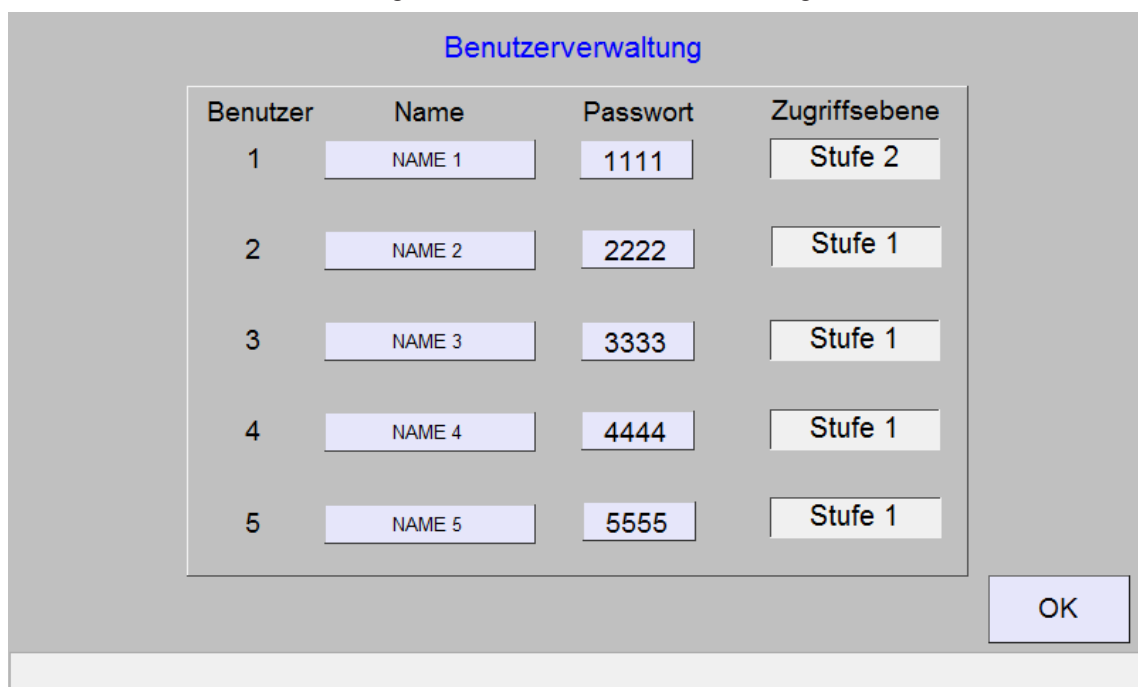 Benutzerverwaltung
Benutzer Name Passwort Zugriffsebene
1 NAME 1 1111 Stufe 2
2 NAME 2 2222 Stufe 1
3 NAME 3 3333 Stufe 1
4 NAME 4 4444 Stufe 1
5 NAME 5 5555 Stufe 1
OK